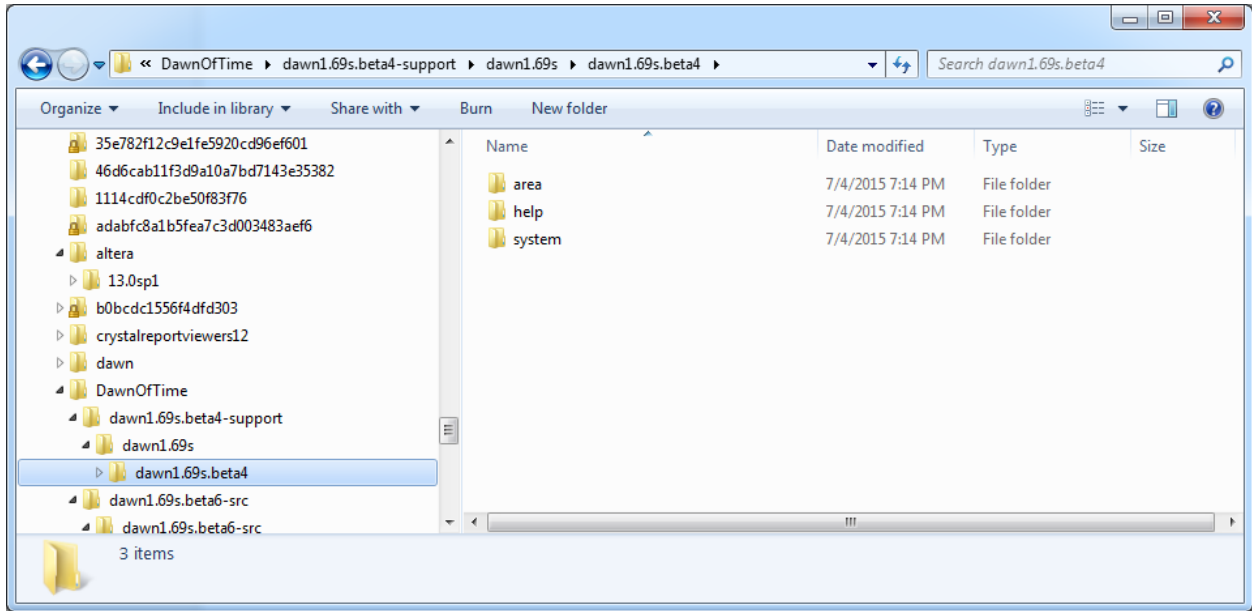 « DawnOfTime ▸ dawn1.69s.beta4-support ▸ dawn1.69s ▸ dawn1.69s.beta4 ▸ Search dawn1.69s.beta4
Organize Include in library Share with Burn New folder
35e782f12c9e1fe5920cd96ef601
46d6cab11f3d9a10a7bd7143e35382
1114cdf0c2be50f83f76
adabfc8a1b5fea7c3d003483aef6
altera
13.0sp1
b0bcdc1556f4dfd303
crystalreportviewers12
dawn
DawnOfTime
dawn1.69s.beta4-support
dawn1.69s
dawn1.69s.beta4
dawn1.69s.beta6-src
dawn1.69s.beta6-src
Name Date modified Type Size
area 7/4/2015 7:14 PM File folder
help 7/4/2015 7:14 PM File folder
system 7/4/2015 7:14 PM File folder
3 items